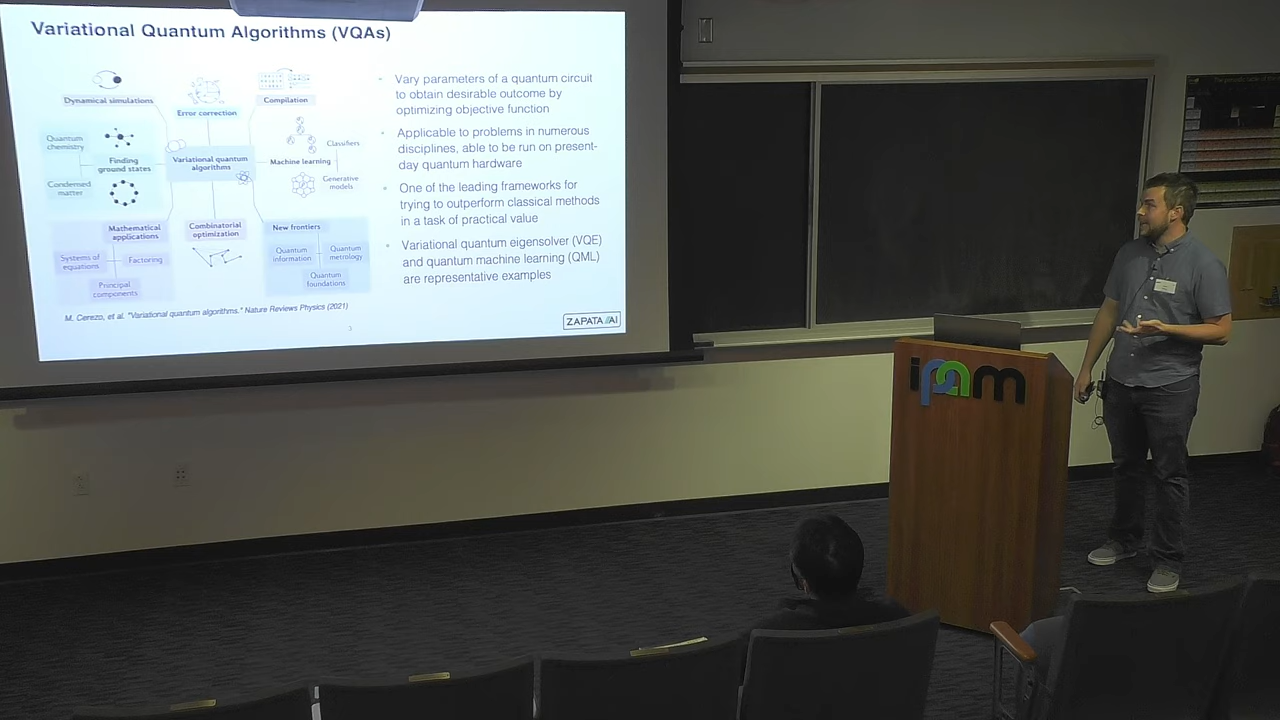 Variational Quantum Algorithms (VQAs)
Dynamical simulations
Error correction
Compilation
Quantum
chemistry
Finding
ground states
Condensed
matter
Variational quantum
algorithms
Machine learning
Classifiers
Generative
models
Mathematical
applications
Systems of
equations
Factoring
Principal
components
Combinatorial
optimization
New frontiers
Quantum
information
Quantum
metrology
Quantum
foundations
M. Cerezo, et al. "Variational quantum algorithms." Nature Reviews Physics (2021)
• Vary parameters of a quantum circuit
to obtain desirable outcome by
optimizing objective function
• Applicable to problems in numerous
disciplines, able to be run on present-
day quantum hardware
• One of the leading frameworks for
trying to outperform classical methods
in a task of practical value
• Variational quantum eigensolver (VQE)
and quantum machine learning (QML)
are representative examples
3
ZAPATA//AI
ipam